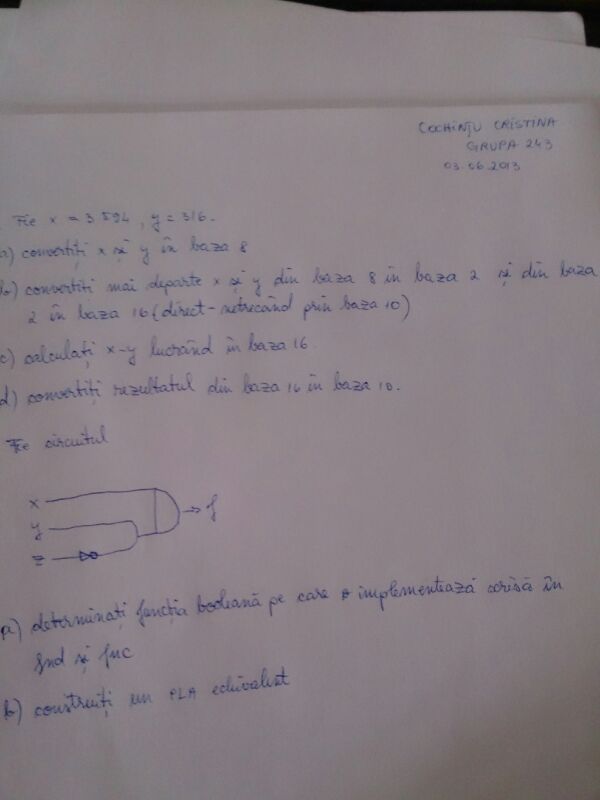 COCHINȚU CRISTINA
GRUPA 243
03.06.2013
Fie x = 3594, y = 316.
a) convertiți x și y în baza 8
b) convertiți mai departe x și y din baza 8 în baza 2 și din baza
2 în baza 16 (direct - netrecând prin baza 10)
c) calculați x-y lucrând în baza 16.
d) convertiți rezultatul din baza 16 în baza 10.
Fie circuitul
x
y
z
f
a) determinați funcția booleană pe care o implementează scrisă în
fnd și fnc
b) construiți un PLA echivalent